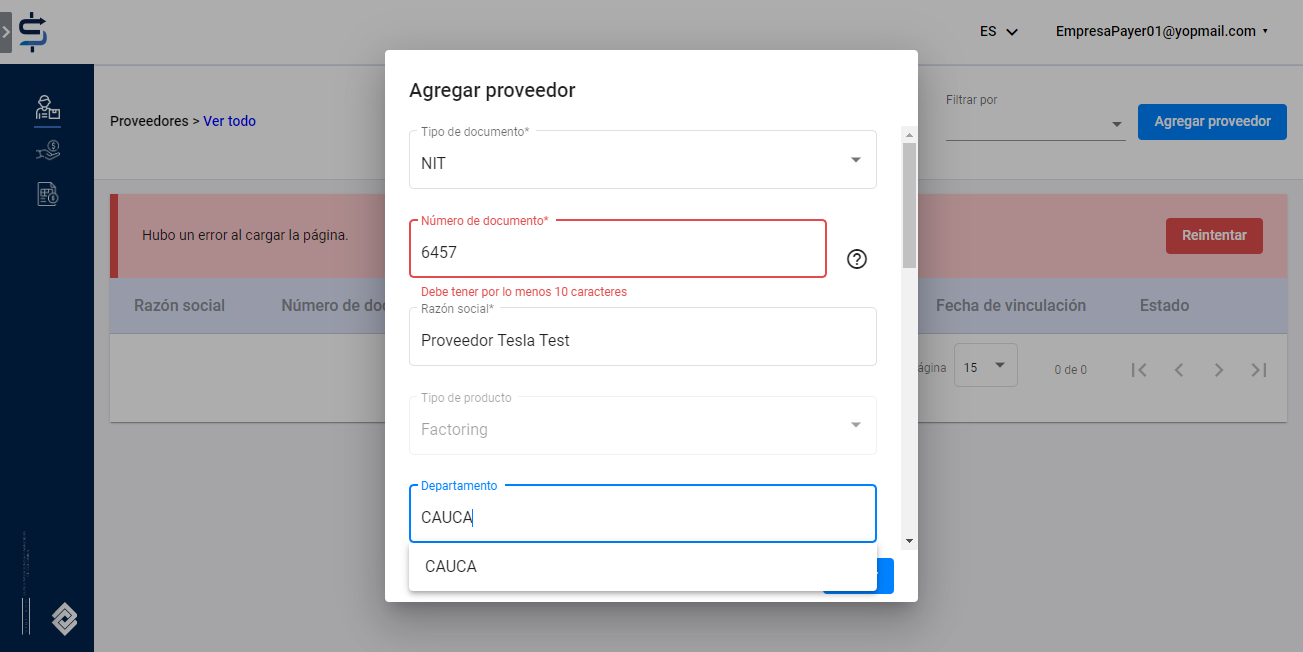 ES
EmpresaPayer01@yopmail.com
Proveedores > Ver todo
Filtrar por
Agregar proveedor
Hubo un error al cargar la página.
Reintentar
Razón social
Número de doc
Fecha de vinculación
Estado
ágina
15
0 de 0
Agregar proveedor
Tipo de documento*
NIT
Número de documento*
6457
Debe tener por lo menos 10 caracteres
Razón social*
Proveedor Tesla Test
Tipo de producto
Factoring
Departamento
CAUCA
CAUCA